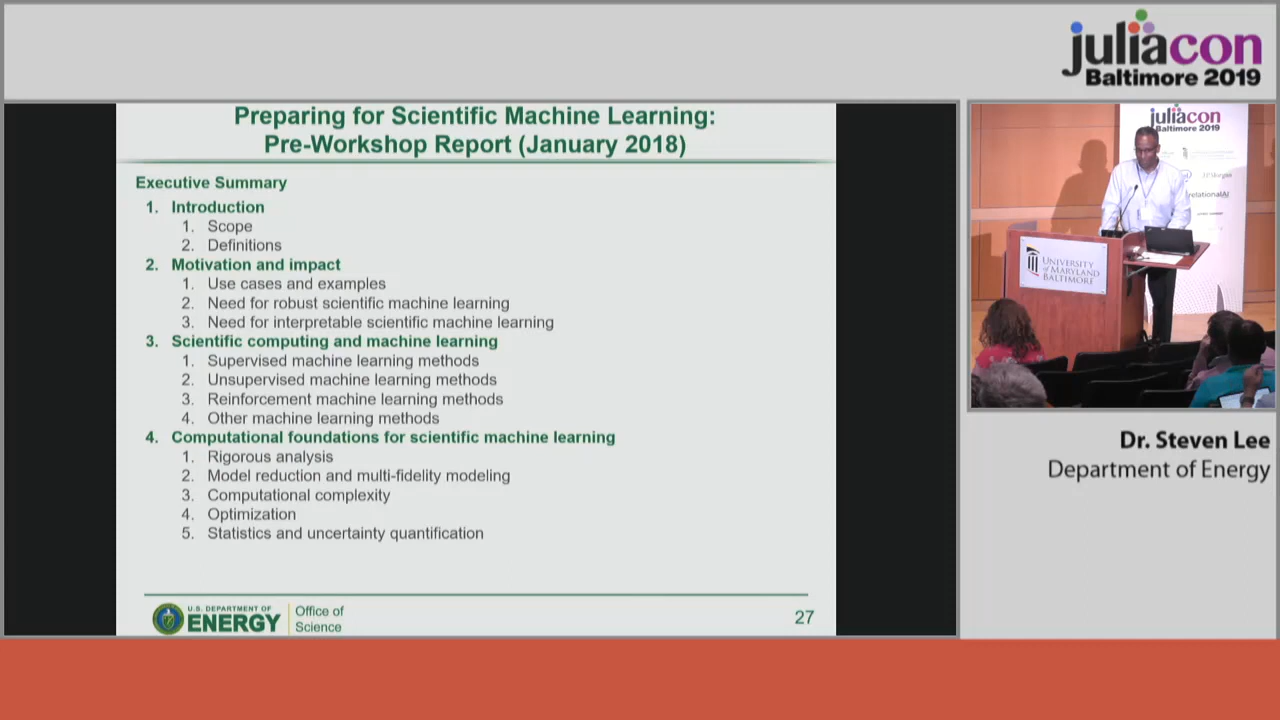 juliacon
Baltimore 2019
Preparing for Scientific Machine Learning:
Pre-Workshop Report (January 2018)
Executive Summary
1. Introduction
1. Scope
2. Definitions
2. Motivation and impact
1. Use cases and examples
2. Need for robust scientific machine learning
3. Need for interpretable scientific machine learning
3. Scientific computing and machine learning
1. Supervised machine learning methods
2. Unsupervised machine learning methods
3. Reinforcement machine learning methods
4. Other machine learning methods
4. Computational foundations for scientific machine learning
1. Rigorous analysis
2. Model reduction and multi-fidelity modeling
3. Computational complexity
4. Optimization
5. Statistics and uncertainty quantification
U.S. DEPARTMENT OF
ENERGY
Office of
Science
27
juliacon
Baltimore 2019
J.P.Morgan
relationalAI
UNIVERSITY
of MARYLAND
BALTIMORE
Dr. Steven Lee
Department of Energy